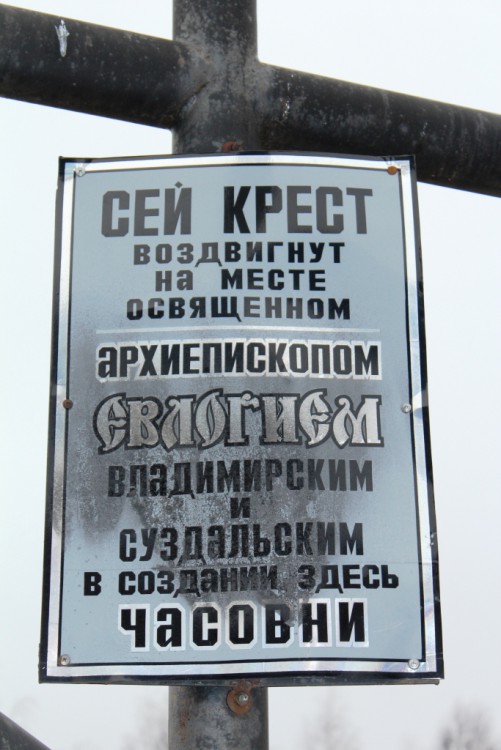 СЕЙ КРЕСТ
ВОЗДВИГНУТ
НА МЕСТЕ
ОСВЯЩЕННОМ
АРХИЕПИСКОПОМ
ЕВЛОГИЕМ
ВЛАДИМИРСКИМ
И
СУЗДАЛЬСКИМ
В СОЗДАНИИ ЗДЕСЬ
ЧАСОВНИ